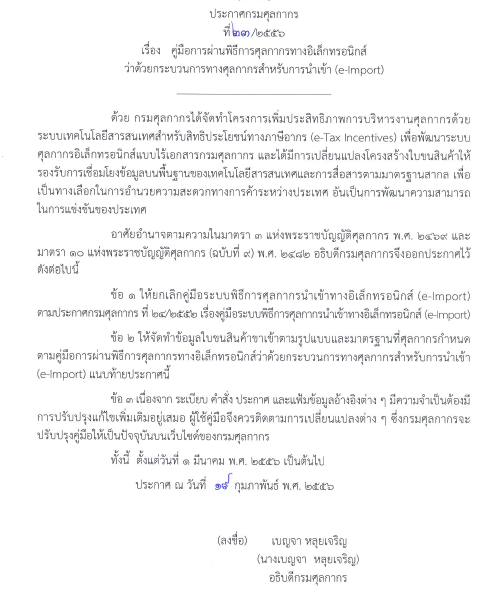 ประกาศกรมศุลกากร
ที่ ๒๓/๒๕๕๖
เรื่อง คู่มือการผ่านพิธีการศุลกากรทางอิเล็กทรอนิกส์
ว่าด้วยกระบวนการทางศุลกากรสำหรับการนำเข้า (e-Import)
ด้วย กรมศุลกากรได้จัดทำโครงการเพิ่มประสิทธิภาพการบริหารงานศุลกากรด้วย
ระบบเทคโนโลยีสารสนเทศสำหรับสิทธิประโยชน์ทางภาษีอากร (e-Tax Incentives) เพื่อพัฒนาระบบ
ศุลกากรอิเล็กทรอนิกส์แบบไร้เอกสารกรมศุลกากร และได้มีการเปลี่ยนแปลงโครงสร้างใบขนสินค้าให้
รองรับการเชื่อมโยงข้อมูลบนพื้นฐานของเทคโนโลยีสารสนเทศและการสื่อสารตามมาตรฐานสากล เพื่อ
เป็นทางเลือกในการอำนวยความสะดวกทางการค้าระหว่างประเทศ อันเป็นการพัฒนาความสามารถ
ในการแข่งขันของประเทศ
อาศัยอำนาจตามความในมาตรา ๓ แห่งพระราชบัญญัติศุลกากร พ.ศ. ๒๔๖๙ และ
มาตรา ๑๐ แห่งพระราชบัญญัติศุลกากร (ฉบับที่ ๙) พ.ศ. ๒๔๘๒ อธิบดีกรมศุลกากรจึงออกประกาศไว้
ดังต่อไปนี้
ข้อ ๑ ให้ยกเลิกคู่มือระบบพิธีการศุลกากรนำเข้าทางอิเล็กทรอนิกส์ (e-Import)
ตามประกาศกรมศุลกากร ที่ ๒๔/๒๕๕๒ เรื่องคู่มือระบบพิธีการศุลกากรนำเข้าทางอิเล็กทรอนิกส์ (e-Import)
ข้อ ๒ ให้จัดทำข้อมูลใบขนสินค้าขาเข้าตามรูปแบบและมาตรฐานที่ศุลกากรกำหนด
ตามคู่มือการผ่านพิธีการศุลกากรทางอิเล็กทรอนิกส์ว่าด้วยกระบวนการทางศุลกากรสำหรับการนำเข้า
(e-Import) แนบท้ายประกาศนี้
ข้อ ๓ เนื่องจาก ระเบียบ คำสั่ง ประกาศ และแฟ้มข้อมูลอ้างอิงต่าง ๆ มีความจำเป็นต้องมี
การปรับปรุงแก้ไขเพิ่มเติมอยู่เสมอ ผู้ใช้คู่มือจึงควรติดตามการเปลี่ยนแปลงต่าง ๆ ซึ่งกรมศุลกากรจะ
ปรับปรุงคู่มือให้เป็นปัจจุบันบนเว็บไซต์ของกรมศุลกากร
ทั้งนี้ ตั้งแต่วันที่ ๑ มีนาคม พ.ศ. ๒๕๕๖ เป็นต้นไป
ประกาศ ณ วันที่ ๑๙ กุมภาพันธ์ พ.ศ. ๒๕๕๖
(ลงชื่อ) เบญจา หลุยเจริญ
(นางเบญจา หลุยเจริญ)
อธิบดีกรมศุลกากร